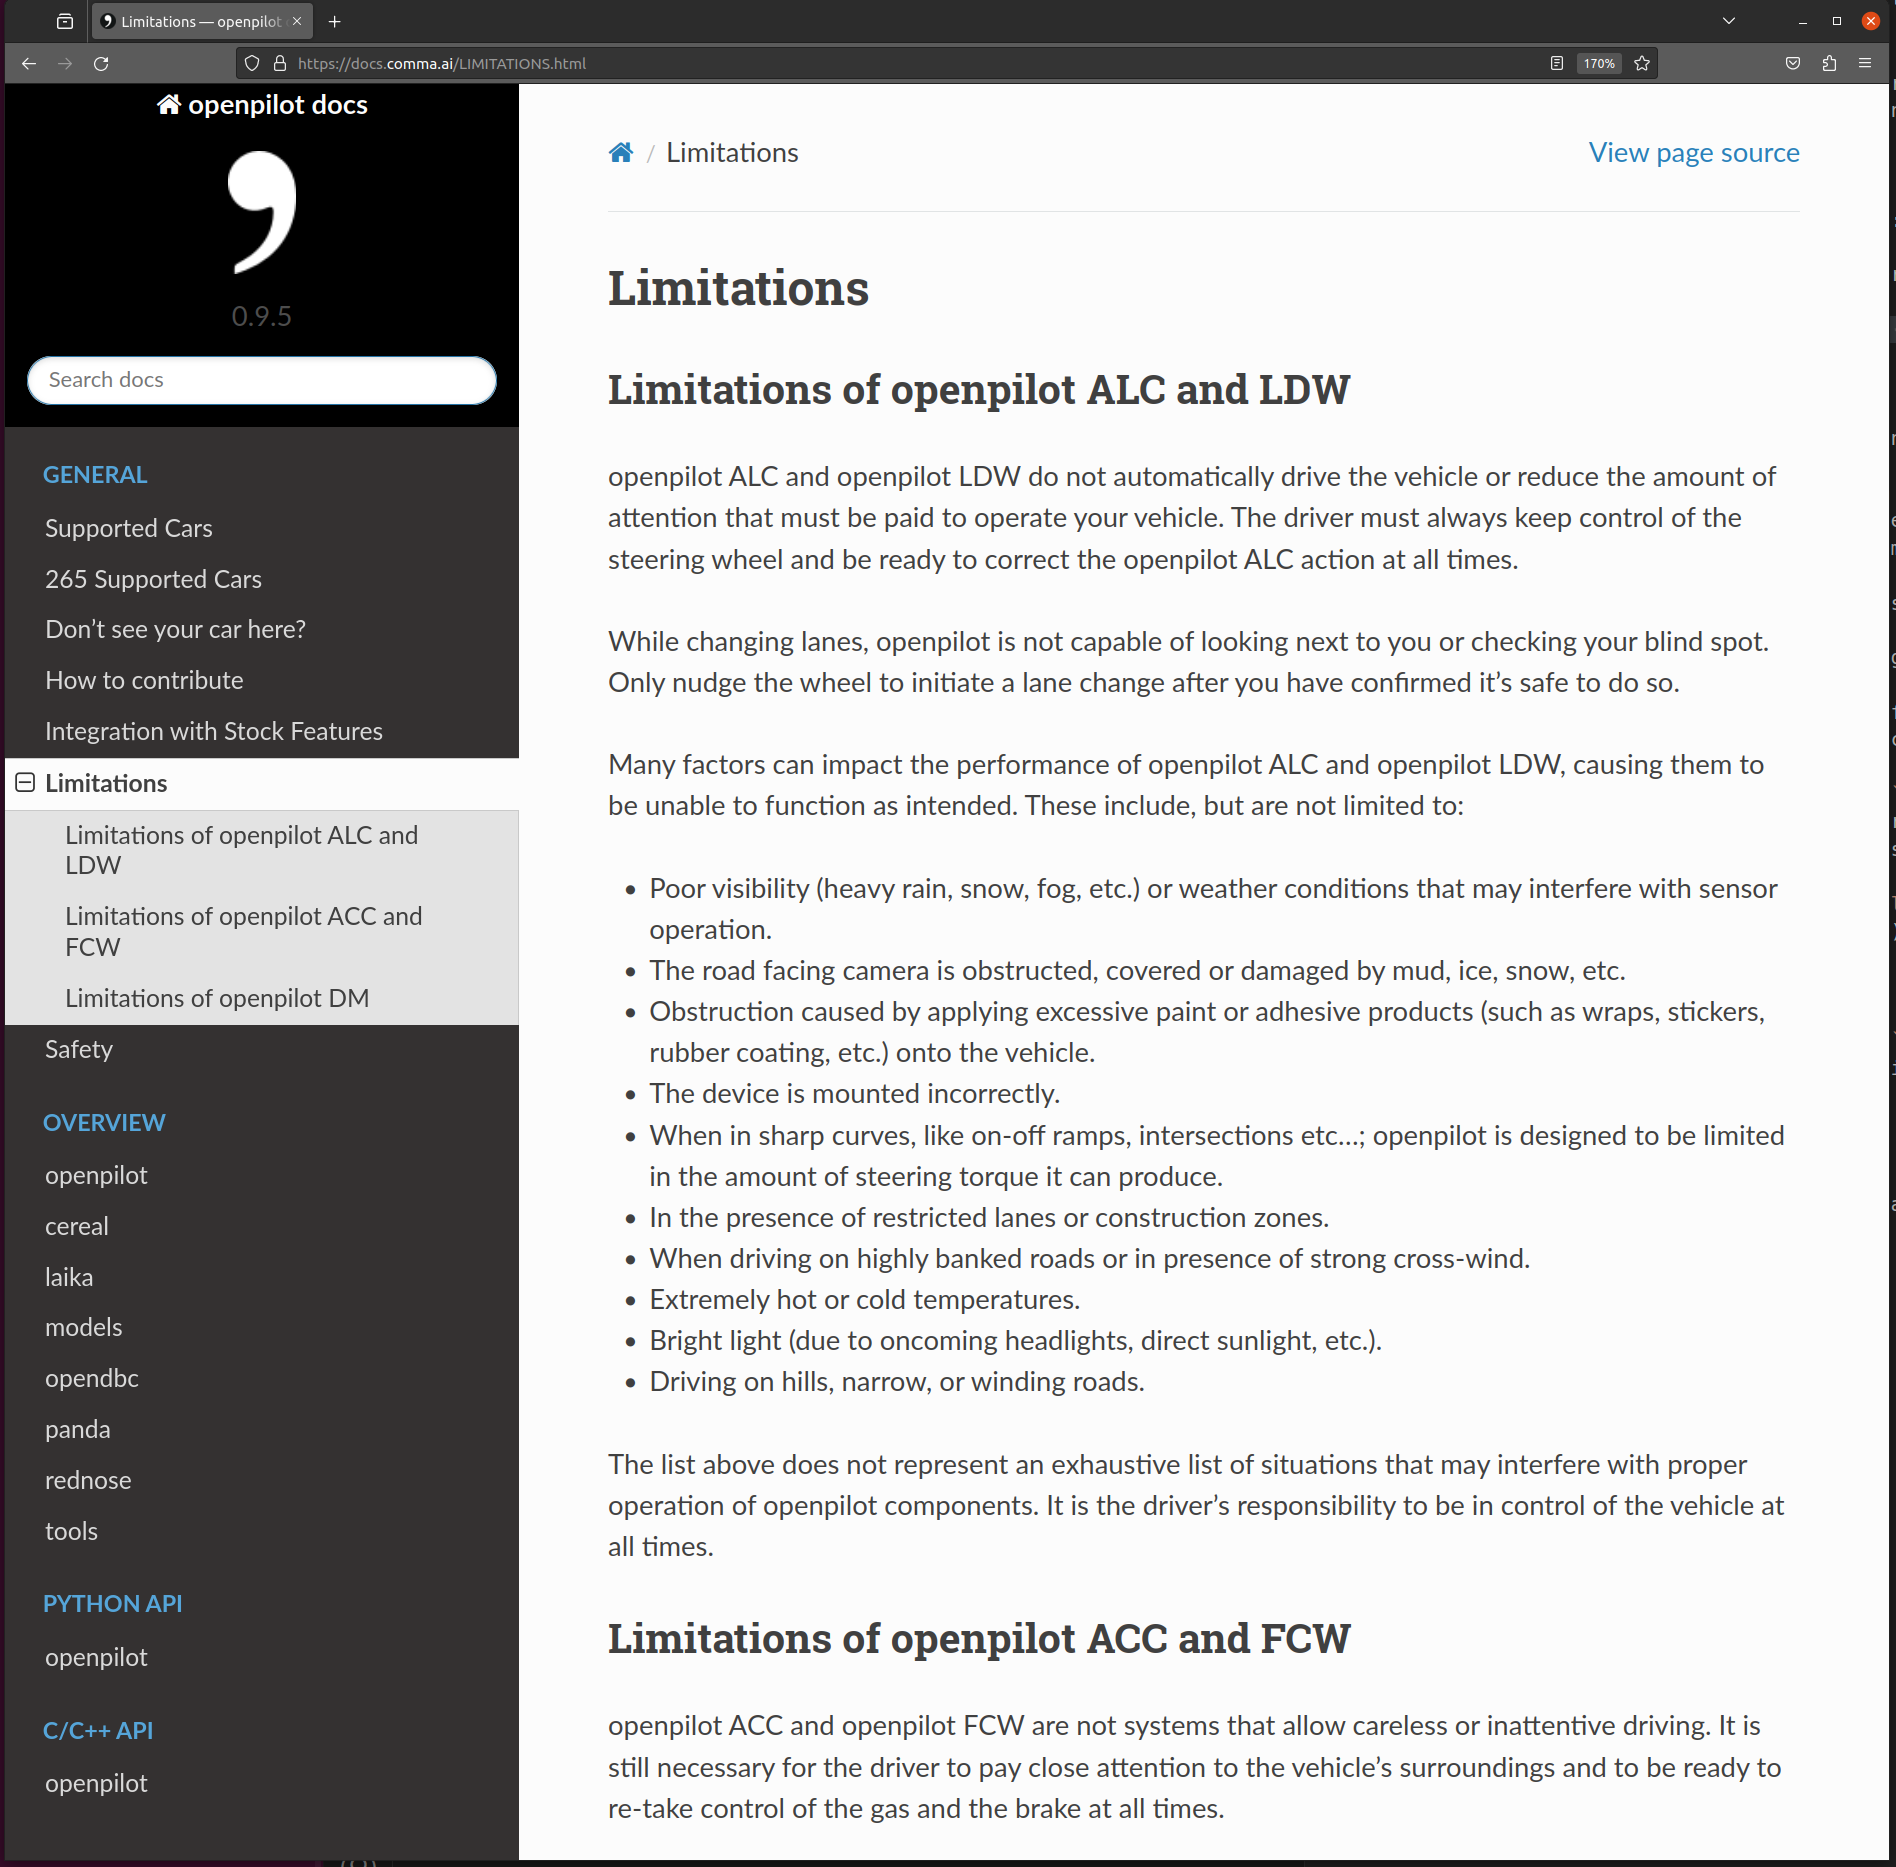 Limitations — openpilot
https://docs.comma.ai/LIMITATIONS.html
170%
openpilot docs
0.9.5
Search docs
GENERAL
Supported Cars
265 Supported Cars
Don’t see your car here?
How to contribute
Integration with Stock Features
Limitations
Limitations of openpilot ALC and
LDW
Limitations of openpilot ACC and
FCW
Limitations of openpilot DM
Safety
OVERVIEW
openpilot
cereal
laika
models
opendbc
panda
rednose
tools
PYTHON API
openpilot
C/C++ API
openpilot
/ Limitations
View page source
Limitations
Limitations of openpilot ALC and LDW
openpilot ALC and openpilot LDW do not automatically drive the vehicle or reduce the amount of
attention that must be paid to operate your vehicle. The driver must always keep control of the
steering wheel and be ready to correct the openpilot ALC action at all times.
While changing lanes, openpilot is not capable of looking next to you or checking your blind spot.
Only nudge the wheel to initiate a lane change after you have confirmed it’s safe to do so.
Many factors can impact the performance of openpilot ALC and openpilot LDW, causing them to
be unable to function as intended. These include, but are not limited to:
• Poor visibility (heavy rain, snow, fog, etc.) or weather conditions that may interfere with sensor
operation.
• The road facing camera is obstructed, covered or damaged by mud, ice, snow, etc.
• Obstruction caused by applying excessive paint or adhesive products (such as wraps, stickers,
rubber coating, etc.) onto the vehicle.
• The device is mounted incorrectly.
• When in sharp curves, like on-off ramps, intersections etc…; openpilot is designed to be limited
in the amount of steering torque it can produce.
• In the presence of restricted lanes or construction zones.
• When driving on highly banked roads or in presence of strong cross-wind.
• Extremely hot or cold temperatures.
• Bright light (due to oncoming headlights, direct sunlight, etc.).
• Driving on hills, narrow, or winding roads.
The list above does not represent an exhaustive list of situations that may interfere with proper
operation of openpilot components. It is the driver’s responsibility to be in control of the vehicle at
all times.
Limitations of openpilot ACC and FCW
openpilot ACC and openpilot FCW are not systems that allow careless or inattentive driving. It is
still necessary for the driver to pay close attention to the vehicle’s surroundings and to be ready to
re-take control of the gas and the brake at all times.